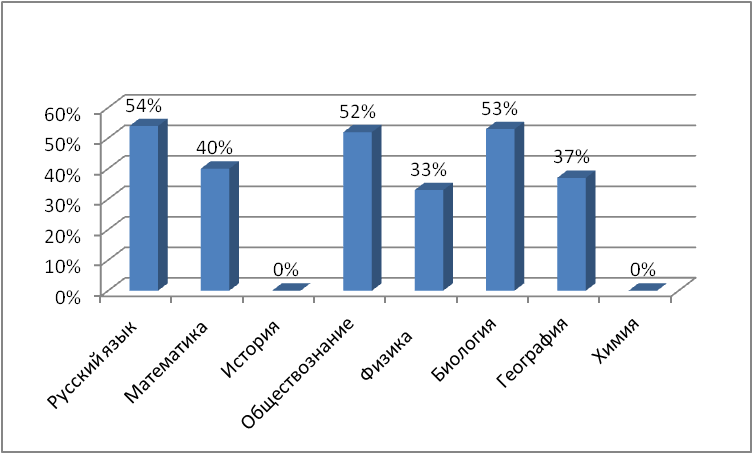 60%
50%
40%
30%
20%
10%
0%
54%
40%
0%
52%
33%
53%
37%
0%
Русский язык
Математика
История
Обществознание
Физика
Биология
География
Химия